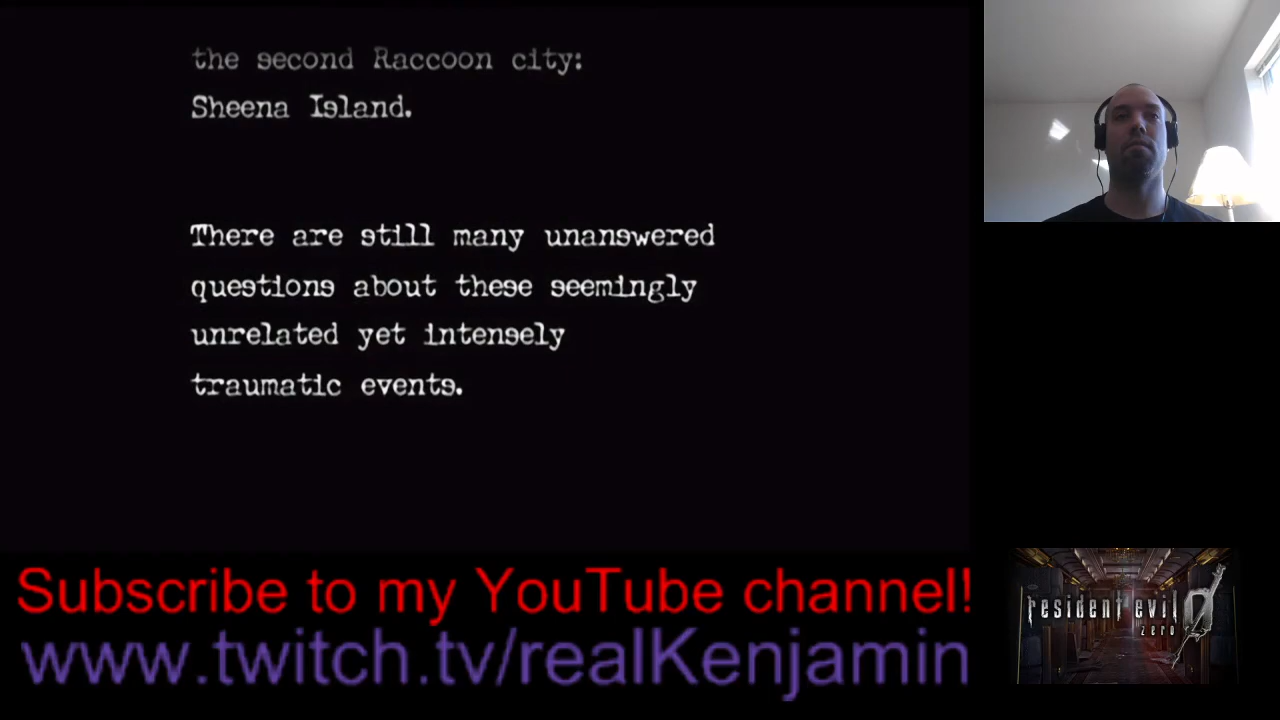 the second Raccoon city:
Sheena Island.
There are still many unanswered
questions about these seemingly
unrelated yet intensely
traumatic events.
Subscribe to my YouTube channel!
www.twitch.tv/realKenjamin
resident evil 0
zero